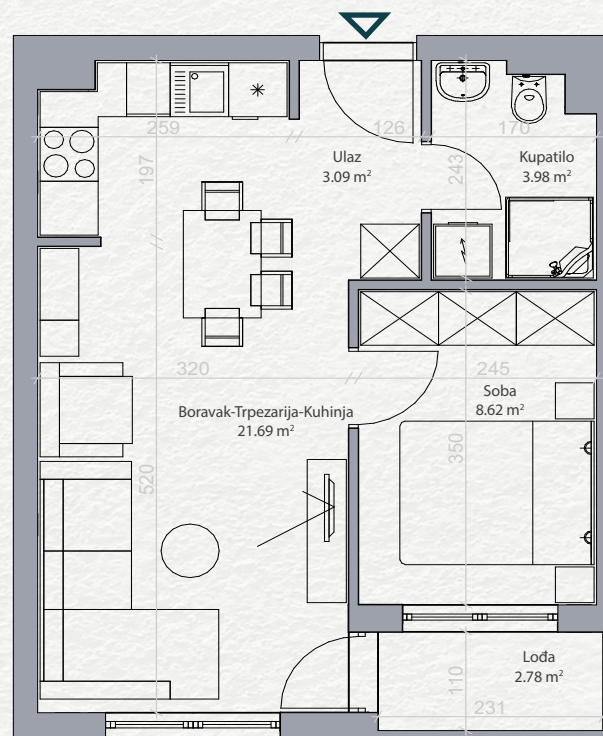 259
126
170
Ulaz
3.09 m²
Kupatilo
3.98 m²
197
243
320
245
Soba
8.62 m²
Boravak-Trpezarija-Kuhinja
21.69 m²
350
520
Lođa
2.78 m²
110
231